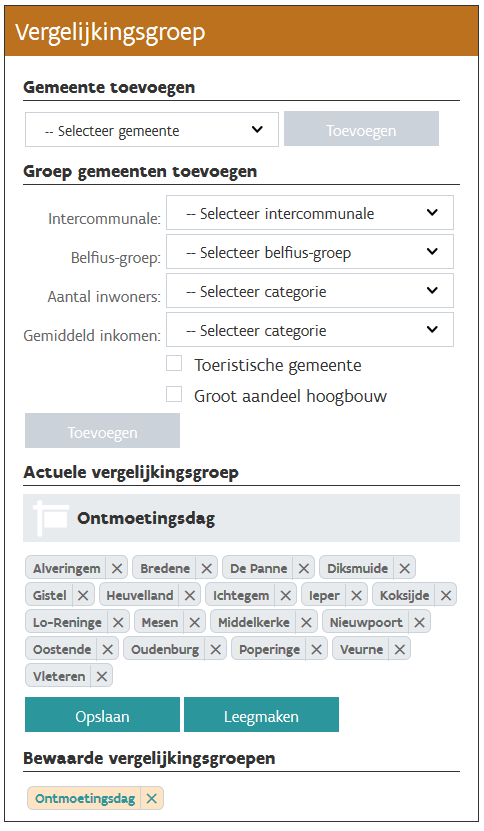 Vergelijkingsgroep
Gemeente toevoegen
-- Selecteer gemeente Toevoegen
Groep gemeenten toevoegen
Intercommunale: -- Selecteer intercommunale
Belfius-groep: -- Selecteer belfius-groep
Aantal inwoners: -- Selecteer categorie
Gemiddeld inkomen: -- Selecteer categorie
Toeristische gemeente
Groot aandeel hoogbouw
Toevoegen
Actuele vergelijkingsgroep
Ontmoetingsdag
Alveringem × Bredene × De Panne × Diksmuide ×
Gistel × Heuvelland × Ichtegem × Ieper × Koksijde ×
Lo-Reninge × Mesen × Middelkerke × Nieuwpoort ×
Oostende × Oudenburg × Poperinge × Veurne ×
Vleteren ×
Opslaan Leegmaken
Bewaarde vergelijkingsgroepen
Ontmoetingsdag ×